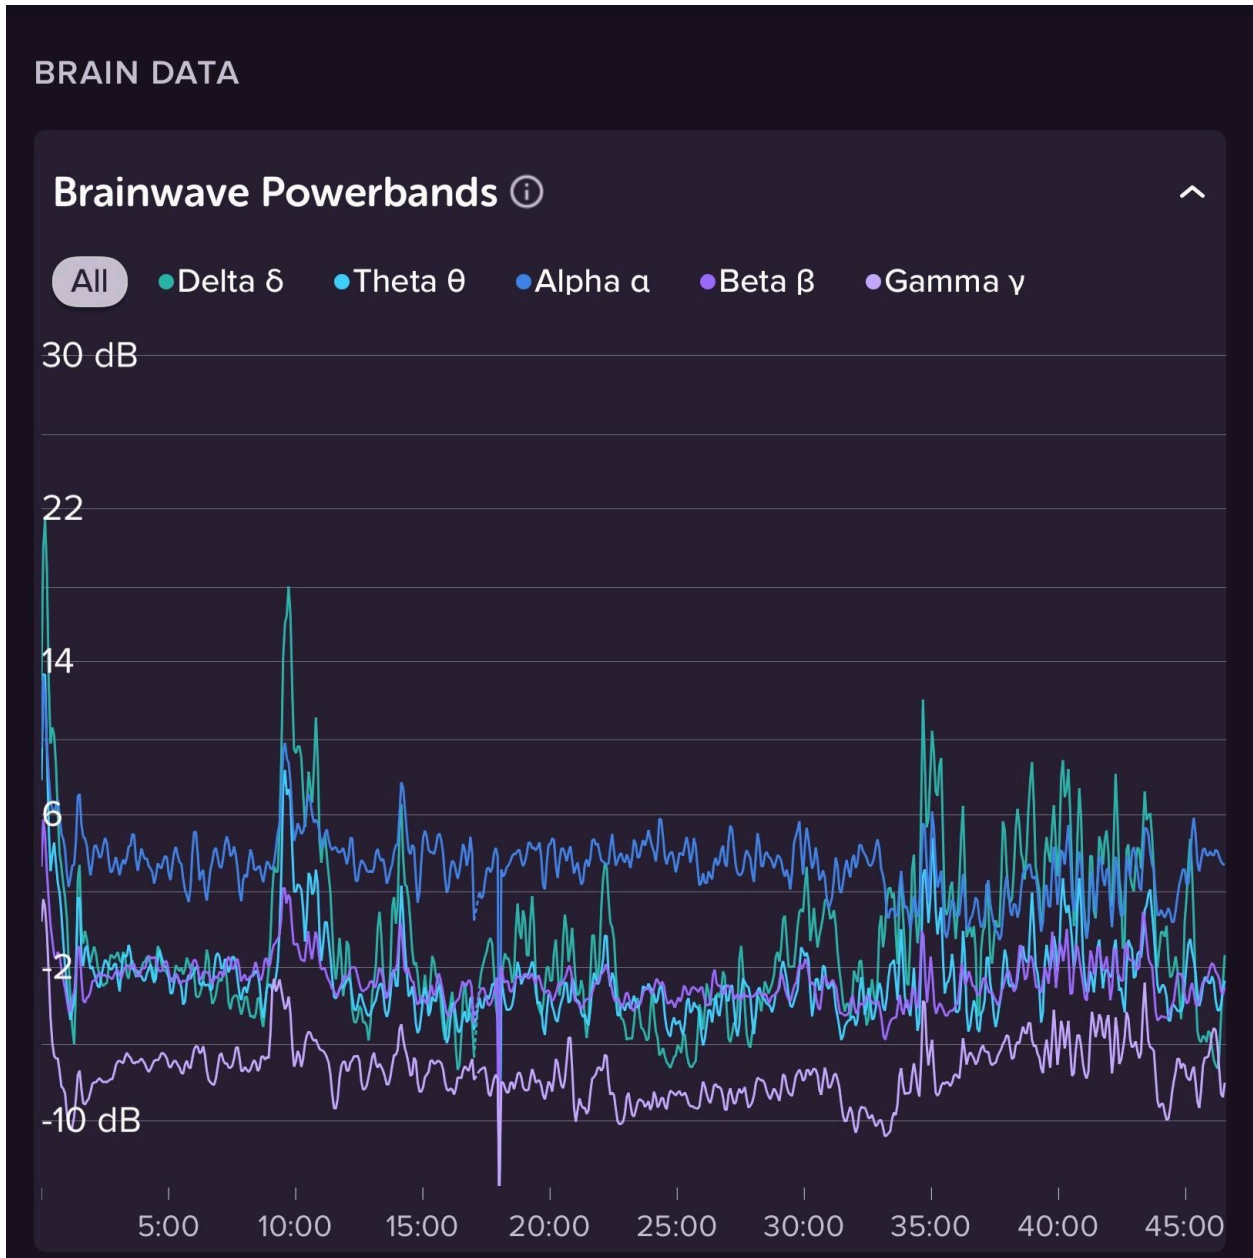 BRAIN DATA
Brainwave Powerbands
All Delta δ Theta θ Alpha α Beta β Gamma γ
30 dB
22
14
6
-2
-10 dB
5:00 10:00 15:00 20:00 25:00 30:00 35:00 40:00 45:00